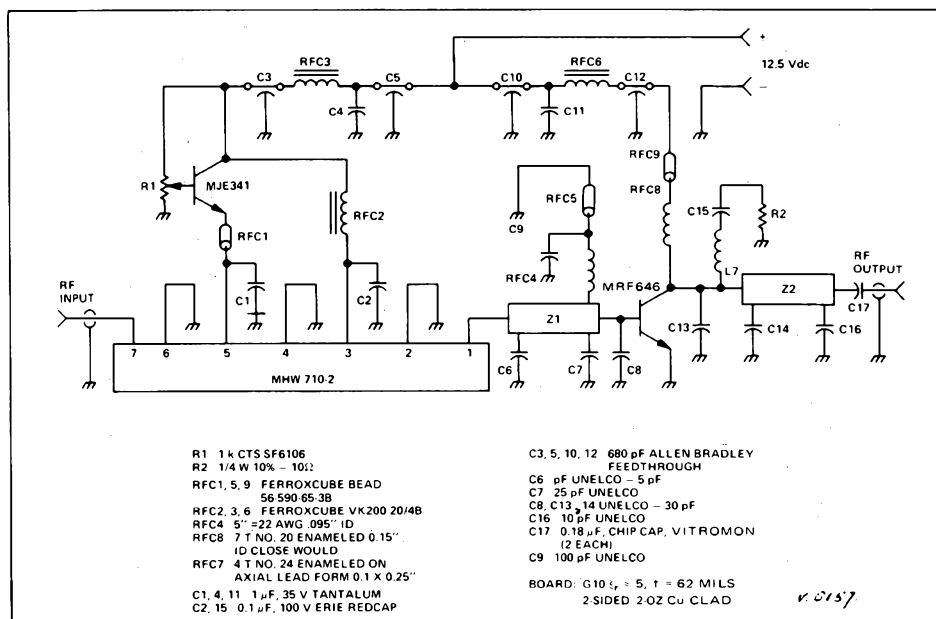 RFC3
RFC6
+
12.5 Vdc
−
C3
C5
C10
C12
C4
C11
RFC9
RFC8
R1
MJE341
RFC5
C15
R2
RFC2
C9
RFC1
RFC4
L7
RF
OUTPUT
RF
INPUT
C1
C2
MRF646
Z1
Z2
C17
C13
C14
C16
C6
C7
C8
7 6 5 4 3 2 1
MHW 710-2
R1 1 k CTS SF6106
R2 1/4 W 10% – 10Ω
RFC1, 5, 9 FERROXCUBE BEAD
56-590-65-3B
RFC2, 3, 6 FERROXCUBE VK200 20/4B
RFC4 5" =22 AWG .095" ID
RFC8 7 T NO. 20 ENAMELED 0.15"
ID CLOSE WOULD
RFC7 4 T NO. 24 ENAMELED ON
AXIAL LEAD FORM 0.1 X 0.25"
C1, 4, 11 1 µF, 35 V TANTALUM
C2, 15 0.1 µF, 100 V ERIE REDCAP
C3, 5, 10, 12 680 pF ALLEN BRADLEY
FEEDTHROUGH
C6 pF UNELCO – 5 pF
C7 25 pF UNELCO
C8, C13, 14 UNELCO – 30 pF
C16 10 pF UNELCO
C17 0.18 µF, CHIP CAP, VITROMON
(2 EACH)
C9 100 pF UNELCO
BOARD: G10 = 5, t = 62 MILS
2-SIDED 2-OZ Cu CLAD